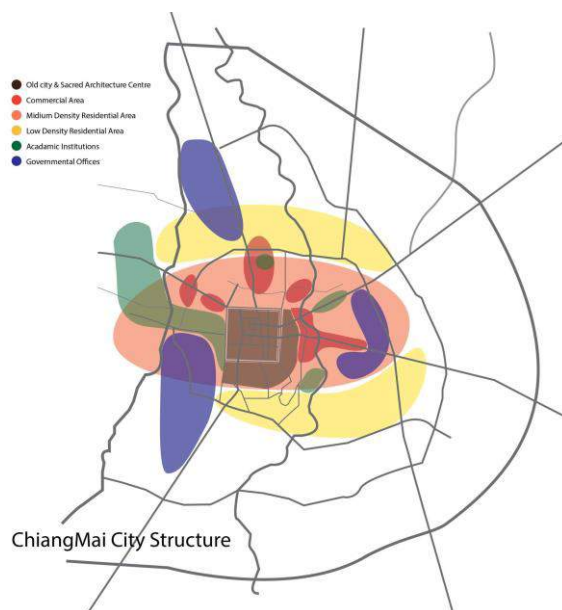 Old city & Sacred Architecture Centre
Commercial Area
Midium Density Residential Area
Low Density Residential Area
Acadamic Institutions
Governmental Offices
ChiangMai City Structure